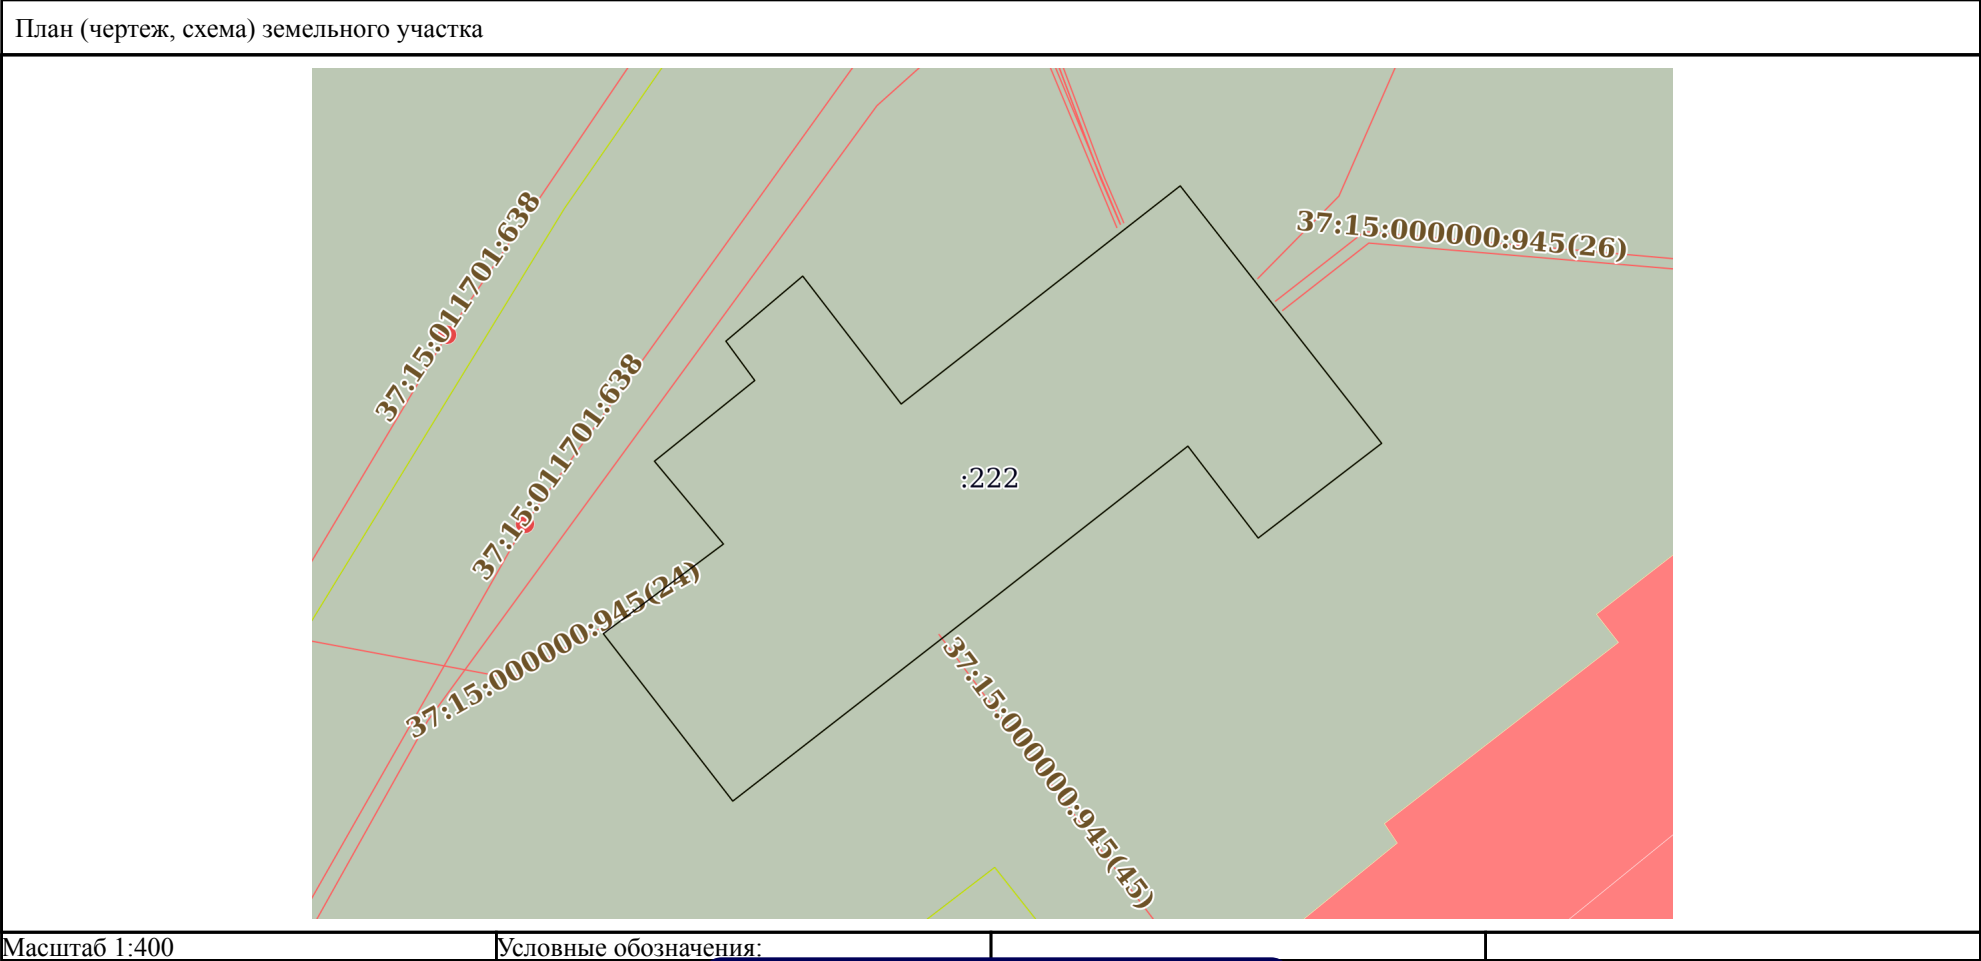 План (чертеж, схема) земельного участка
37:15:011701:638
37:15:000000:945(26)
37:15:011701:638
:222
37:15:000000:945(24)
37:15:000000:945(45)
Масштаб 1:400
Условные обозначения: